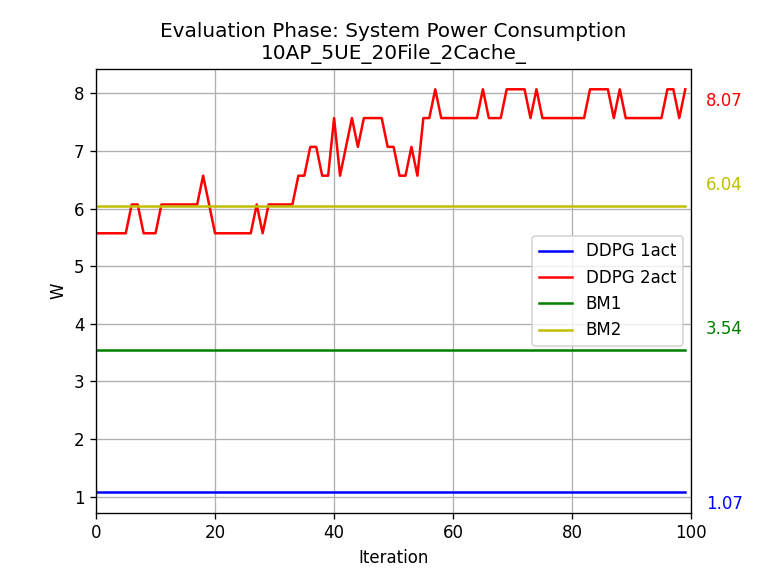 Evaluation Phase: System Power Consumption
10AP_5UE_20File_2Cache_
8
7
6
5
4
3
2
1
W
0
20
40
60
80
100
Iteration
DDPG 1act
DDPG 2act
BM1
BM2
8.07
6.04
3.54
1.07